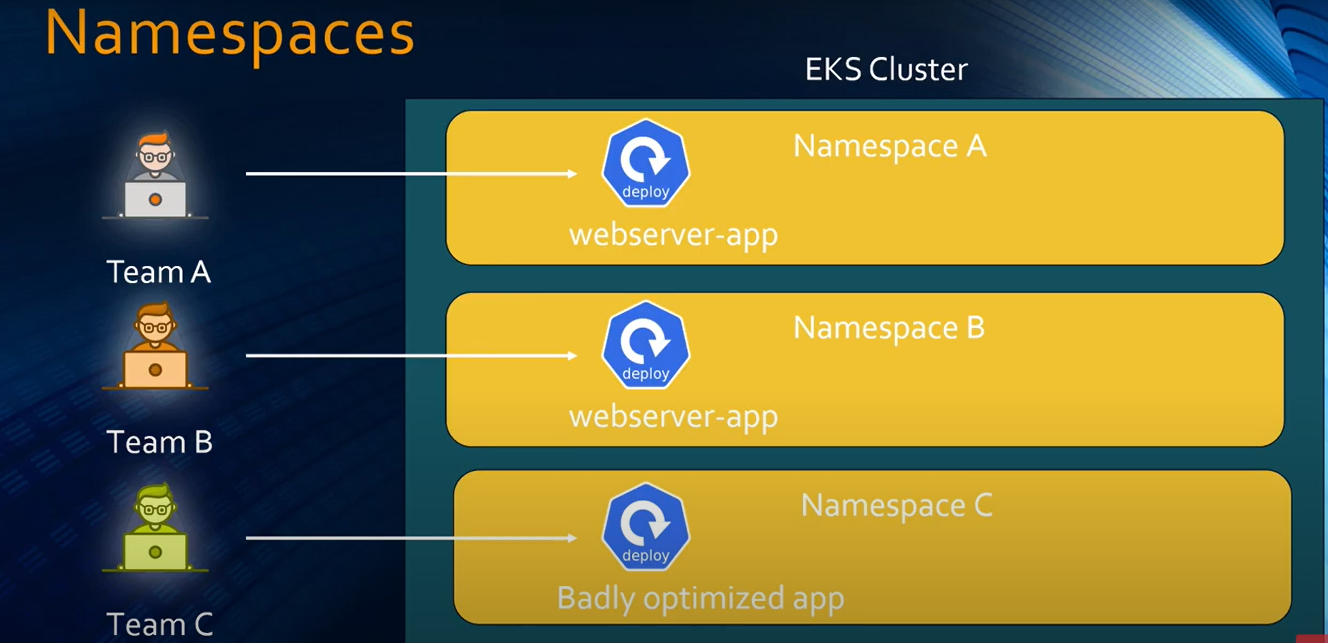 Namespaces
EKS Cluster
Namespace A
deploy
webserver-app
Team A
Namespace B
deploy
webserver-app
Team B
Namespace C
deploy
Badly optimized app
Team C